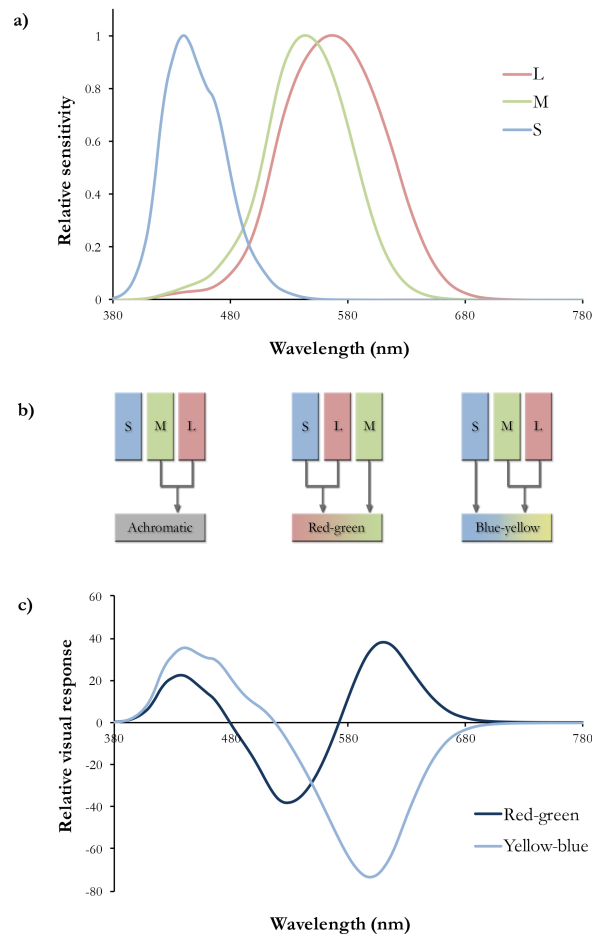 a)
1
0.8
0.6
0.4
0.2
0
Relative sensitivity
L
M
S
380 480 580 680 780
Wavelength (nm)
b)
S M L
Achromatic
S L M
Red-green
S M L
Blue-yellow
c)
60
40
20
0
-20
-40
-60
-80
Relative visual response
380 480 580 680 780
Red-green
Yellow-blue
Wavelength (nm)